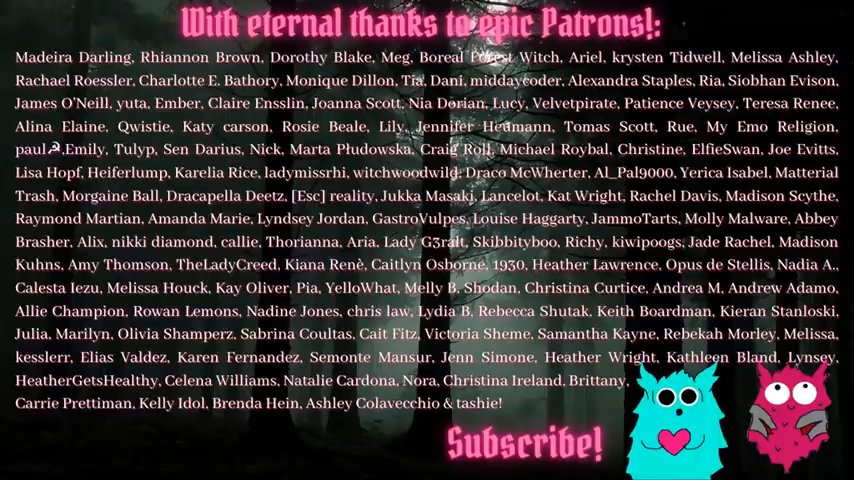 With eternal thanks to epic Patrons!:
Madeira Darling, Rhiannon Brown, Dorothy Blake, Meg, Boreal Forest Witch, Ariel, krysten Tidwell, Melissa Ashley,
Rachael Roessler, Charlotte E. Bathory, Monique Dillon, Tia, Dani, middaycoder, Alexandra Staples, Ria, Siobhan Evison,
James O'Neill, yuta, Ember, Claire Ensslin, Joanna Scott, Nia Dorian, Lucy, Velvetpirate, Patience Veysey, Teresa Renee,
Alina Elaine, Qwistie, Katy carson, Rosie Beale, Lily, Jennifer Heumann, Tomas Scott, Rue, My Emo Religion,
paul☭,Emily, Tulyp, Sen Darius, Nick, Marta Płudowska, Craig Roll, Michael Roybal, Christine, ElfieSwan, Joe Evitts,
Lisa Hopf, Heiferlump, Karelia Rice, ladymissrhi, witchwoodwild, Draco McWherter, Al_Pal9000, Yerica Isabel, Matterial
Trash, Morgaine Ball, Dracapella Deetz, [Esc] reality, Jukka Masaki, Lancelot, Kat Wright, Rachel Davis, Madison Scythe,
Raymond Martian, Amanda Marie, Lyndsey Jordan, GastroVulpes, Louise Haggarty, JammoTarts, Molly Malware, Abbey
Brasher, Alix, nikki diamond, callie, Thorianna, Aria, Lady G3rait, Skibbityboo, Richy, kiwipoogs, Jade Rachel, Madison
Kuhns, Amy Thomson, TheLadyCreed, Kiana Renè, Caitlyn Osborne, 1930, Heather Lawrence, Opus de Stellis, Nadia A.,
Calesta Iezu, Melissa Houck, Kay Oliver, Pia, YelloWhat, Melly B, Shodan, Christina Curtice, Andrea M, Andrew Adamo,
Allie Champion, Rowan Lemons, Nadine Jones, chris law, Lydia B, Rebecca Shutak, Keith Boardman, Kieran Stanloski,
Julia, Marilyn, Olivia Shamperz, Sabrina Coultas, Cait Fitz, Victoria Sheme, Samantha Kayne, Rebekah Morley, Melissa,
kesslerr, Elias Valdez, Karen Fernandez, Semonte Mansur, Jenn Simone, Heather Wright, Kathleen Bland, Lynsey,
HeatherGetsHealthy, Celena Williams, Natalie Cardona, Nora, Christina Ireland, Brittany,
Carrie Prettiman, Kelly Idol, Brenda Hein, Ashley Colavecchio & tashie!
Subscribe!